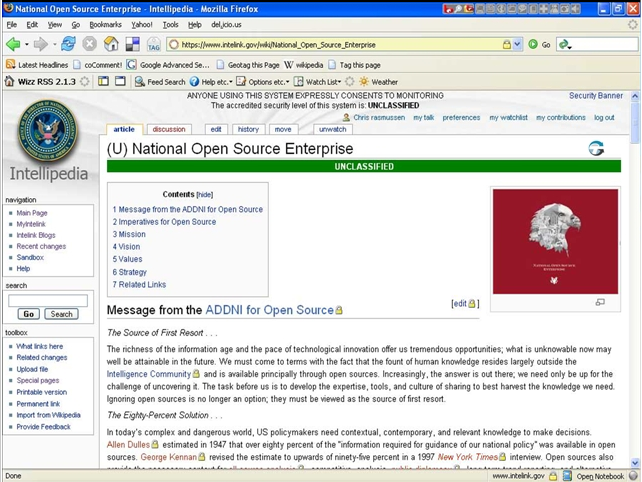 National Open Source Enterprise - Intellipedia - Mozilla Firefox
File Edit View Go Bookmarks Yahoo! Tools Help del.icio.us
TAG https://www.intelink.gov/wiki/National_Open_Source_Enterprise Go
Latest Headlines coComment! Google Advanced Se... Geotag this Page wikipedia Tag this page
Wizz RSS 2.1.3 Feed Search Help etc. Options etc. Watch List Weather
ANYONE USING THIS SYSTEM EXPRESSLY CONSENTS TO MONITORING Security Banner
The accredited security level of this system is: UNCLASSIFIED
Chris rasmussen my talk preferences my watchlist my contributions log out
article discussion edit history move unwatch
(U) National Open Source Enterprise
UNCLASSIFIED
Intellipedia
navigation
Main Page
MyIntelink
Intelink Blogs
Recent changes
Sandbox
Help
search
Go Search
toolbox
What links here
Related changes
Upload file
Special pages
Printable version
Permanent link
Import from Wikipedia
Provide Feedback
Contents [hide]
1 Message from the ADDNI for Open Source
2 Imperatives for Open Source
3 Mission
4 Vision
5 Values
6 Strategy
7 Related Links
NATIONAL OPEN SOURCE
ENTERPRISE
Message from the ADDNI for Open Source [edit]
The Source of First Resort . . .
The richness of the information age and the pace of technological innovation offer us tremendous opportunities; what is unknowable now may
well be attainable in the future. We must come to terms with the fact that the fount of human knowledge resides largely outside the
Intelligence Community and is available principally through open sources. Increasingly, the answer is out there; we need only be up for the
challenge of uncovering it. The task before us is to develop the expertise, tools, and culture of sharing to best harvest the knowledge we need.
Ignoring open sources is no longer an option; they must be viewed as the source of first resort.
The Eighty-Percent Solution . . .
In today's complex and dangerous world, US policymakers need contextual, contemporary, and relevant knowledge to make decisions.
Allen Dulles estimated in 1947 that over eighty percent of the "information required for guidance of our national policy" was available in open
sources. George Kennan revised the estimate to upwards of ninety-five percent in a 1997 New York Times interview. Open sources also
Done www.intelink.gov Open Notebook